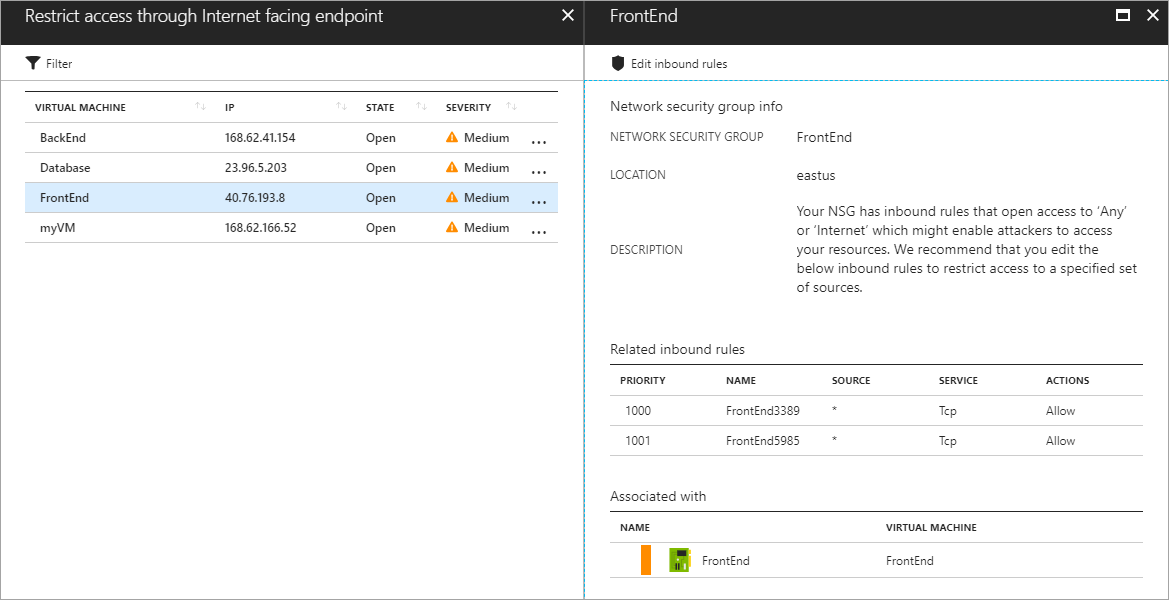 Restrict access through Internet facing endpoint
Filter
VIRTUAL MACHINE IP STATE SEVERITY
BackEnd 168.62.41.154 Open Medium ...
Database 23.96.5.203 Open Medium ...
FrontEnd 40.76.193.8 Open Medium ...
myVM 168.62.166.52 Open Medium ...
FrontEnd
Edit inbound rules
Network security group info
NETWORK SECURITY GROUP FrontEnd
LOCATION eastus
DESCRIPTION
Your NSG has inbound rules that open access to ‘Any’
or ‘Internet’ which might enable attackers to access
your resources. We recommend that you edit the
below inbound rules to restrict access to a specified set
of sources.
Related inbound rules
PRIORITY NAME SOURCE SERVICE ACTIONS
1000 FrontEnd3389 * Tcp Allow
1001 FrontEnd5985 * Tcp Allow
Associated with
NAME VIRTUAL MACHINE
FrontEnd FrontEnd